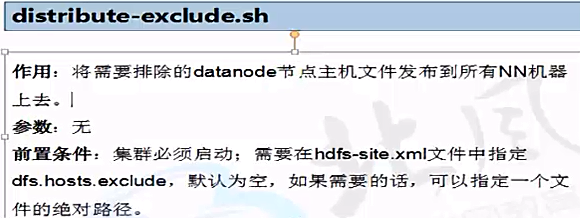 distribute-exclude.sh
作用：将需要排除的datanode节点主机文件发布到所有NN机器
上去。
参数：无
前置条件：集群必须启动；需要在hdfs-site.xml文件中指定
dfs.hosts.exclude，默认为空，如果需要的话，可以指定一个文
件的绝对路径。
北风